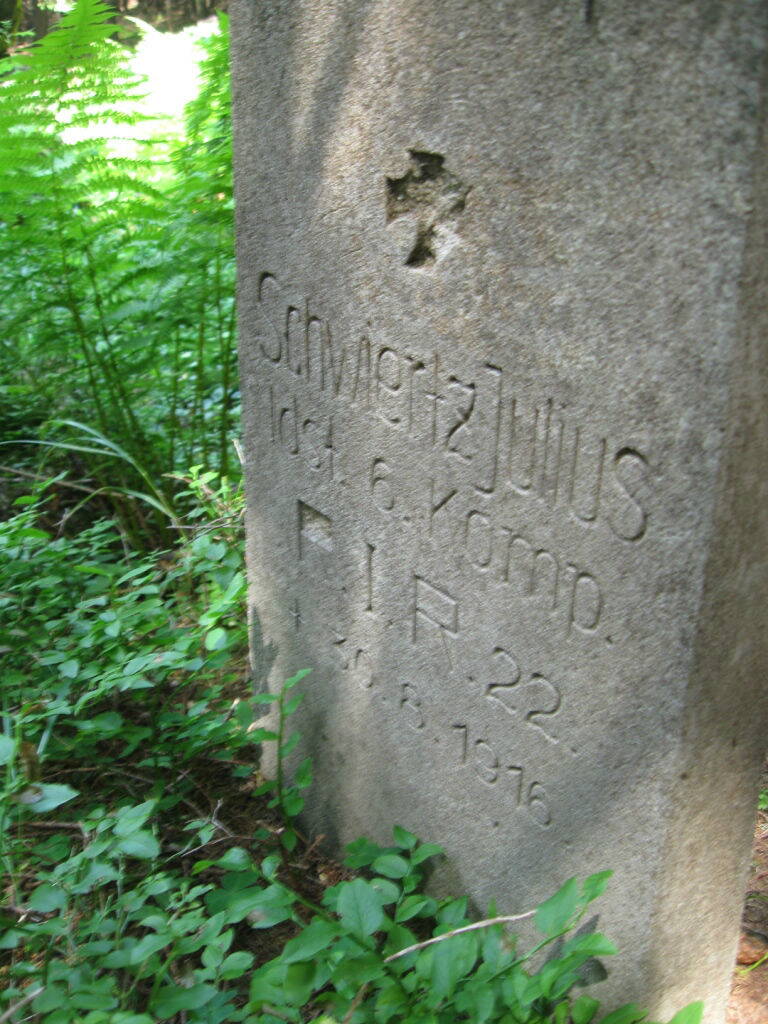 Schwiertz Julius
ldst. 6. Komp.
R. I. R. 22.
+ 30. 8. 1916